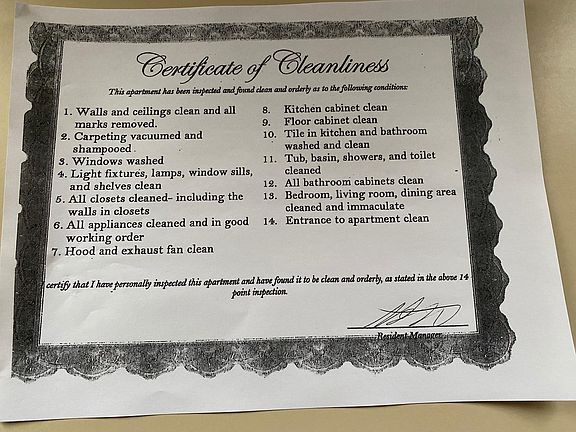 Certificate of Cleanliness
This apartment has been inspected and found clean and orderly as to the following conditions:
1. Walls and ceilings clean and all
marks removed.
2. Carpeting vacuumed and
shampooed.
3. Windows washed
4. Light fixtures, lamps, window sills,
and shelves clean
5. All closets cleaned- including the
walls in closets
6. All appliances cleaned and in good
working order
7. Hood and exhaust fan clean
8. Kitchen cabinet clean
9. Floor cabinet clean
10. Tile in kitchen and bathroom
washed and clean
11. Tub, basin, showers, and toilet
cleaned
12. All bathroom cabinets clean
13. Bedroom, living room, dining area
cleaned and immaculate
14. Entrance to apartment clean
certify that I have personally inspected this apartment and have found it to be clean and orderly, as stated in the above 14
point inspection.
Resident Manager